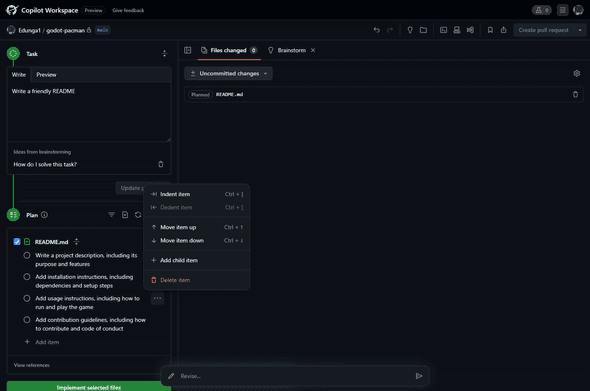 Copilot Workspace Preview Give feedback
0
Edunga1 / godot-pacman main
Create pull request
Task
Write Preview
Write a friendly README
Ideas from brainstorming
How do I solve this task?
Update
Plan
README.md
Write a project description, including its
purpose and features
Add installation instructions, including
dependencies and setup steps
Add usage instructions, including how to
run and play the game
Add contribution guidelines, including how
to contribute and code of conduct
Add item
View references
Implement selected files
Indent item Ctrl + ]
Dedent item Ctrl + [
Move item up Ctrl + ↑
Move item down Ctrl + ↓
Add child item
Delete item
Files changed 0 Brainstorm
Uncommitted changes
Planned README.md
Revise...